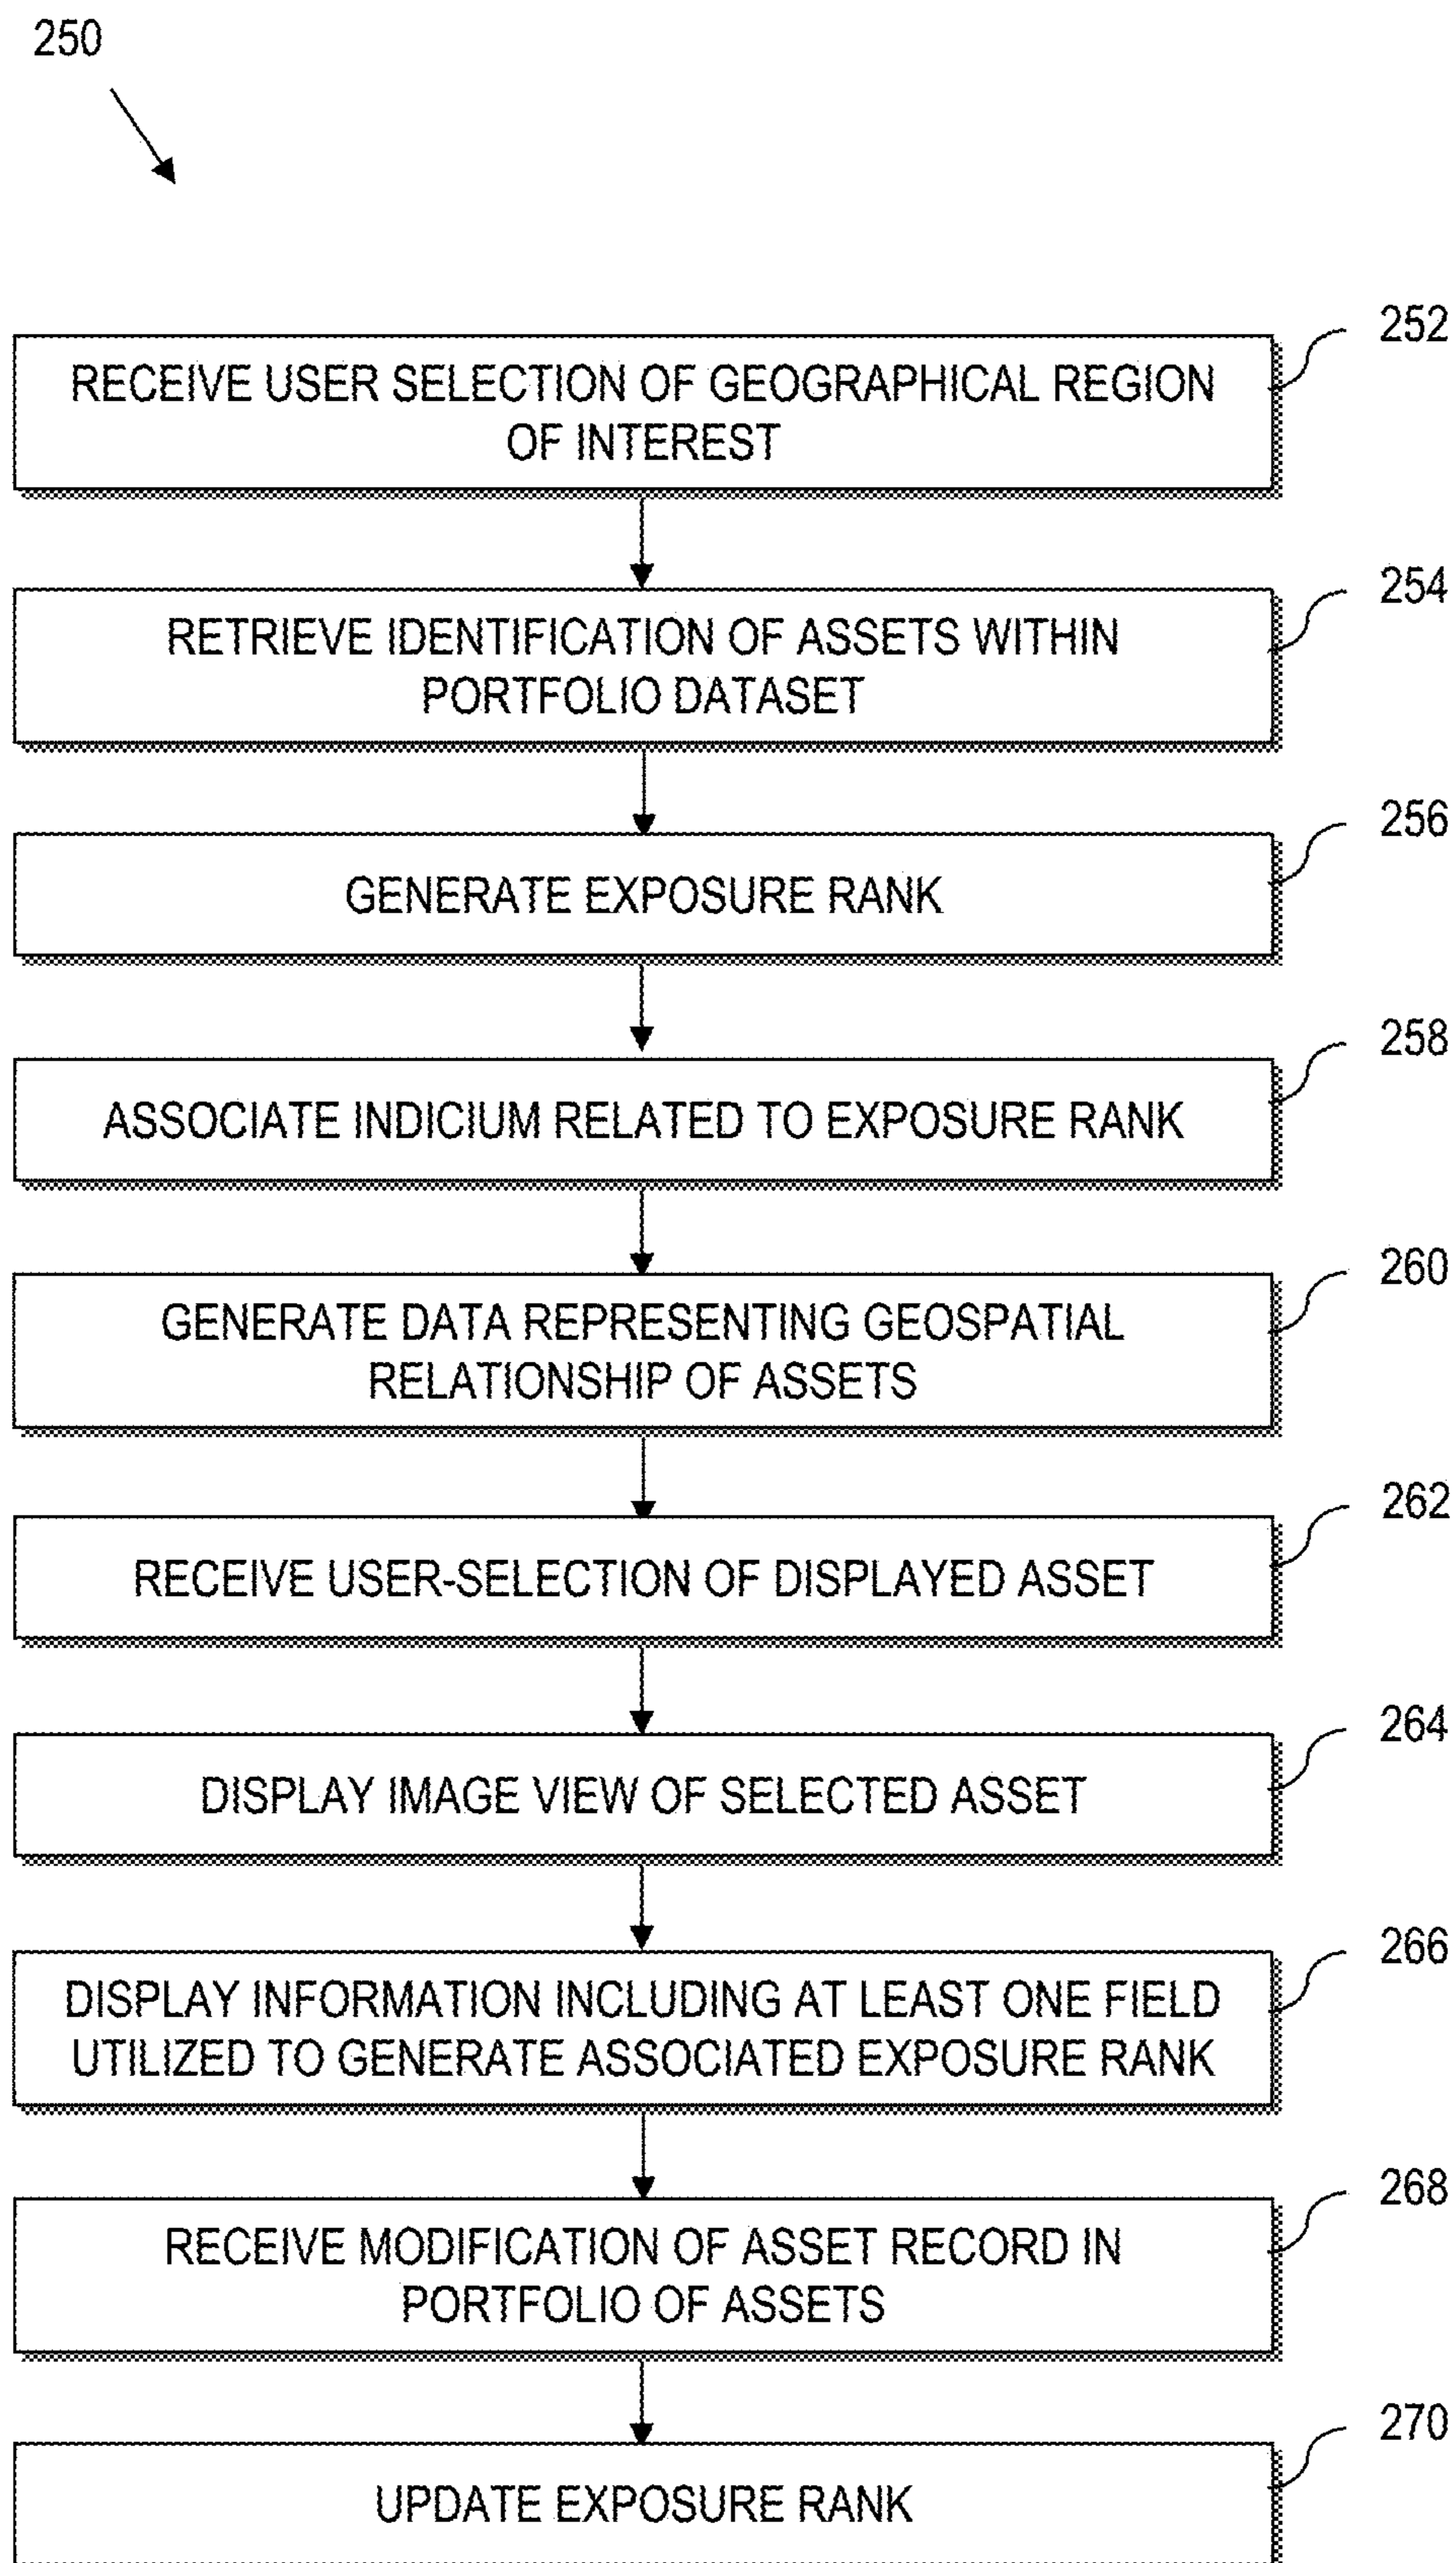 250
252
RECEIVE USER SELECTION OF GEOGRAPHICAL REGION
OF INTEREST
254
RETRIEVE IDENTIFICATION OF ASSETS WITHIN
PORTFOLIO DATASET
256
GENERATE EXPOSURE RANK
258
ASSOCIATE INDICIUM RELATED TO EXPOSURE RANK
260
GENERATE DATA REPRESENTING GEOSPATIAL
RELATIONSHIP OF ASSETS
262
RECEIVE USER-SELECTION OF DISPLAYED ASSET
264
DISPLAY IMAGE VIEW OF SELECTED ASSET
266
DISPLAY INFORMATION INCLUDING AT LEAST ONE FIELD
UTILIZED TO GENERATE ASSOCIATED EXPOSURE RANK
268
RECEIVE MODIFICATION OF ASSET RECORD IN
PORTFOLIO OF ASSETS
270
UPDATE EXPOSURE RANK